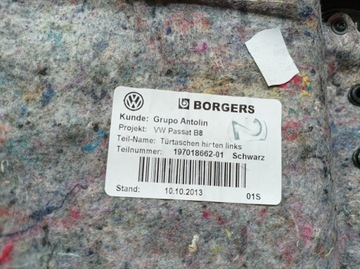 BORGERS
Kunde: Grupo Antolin
Projekt: VW Passat B8
Teil-Name: Türtaschen hinten links
Teilnummer: 197018662-01 Schwarz
Stand: 10.10.2013 01S